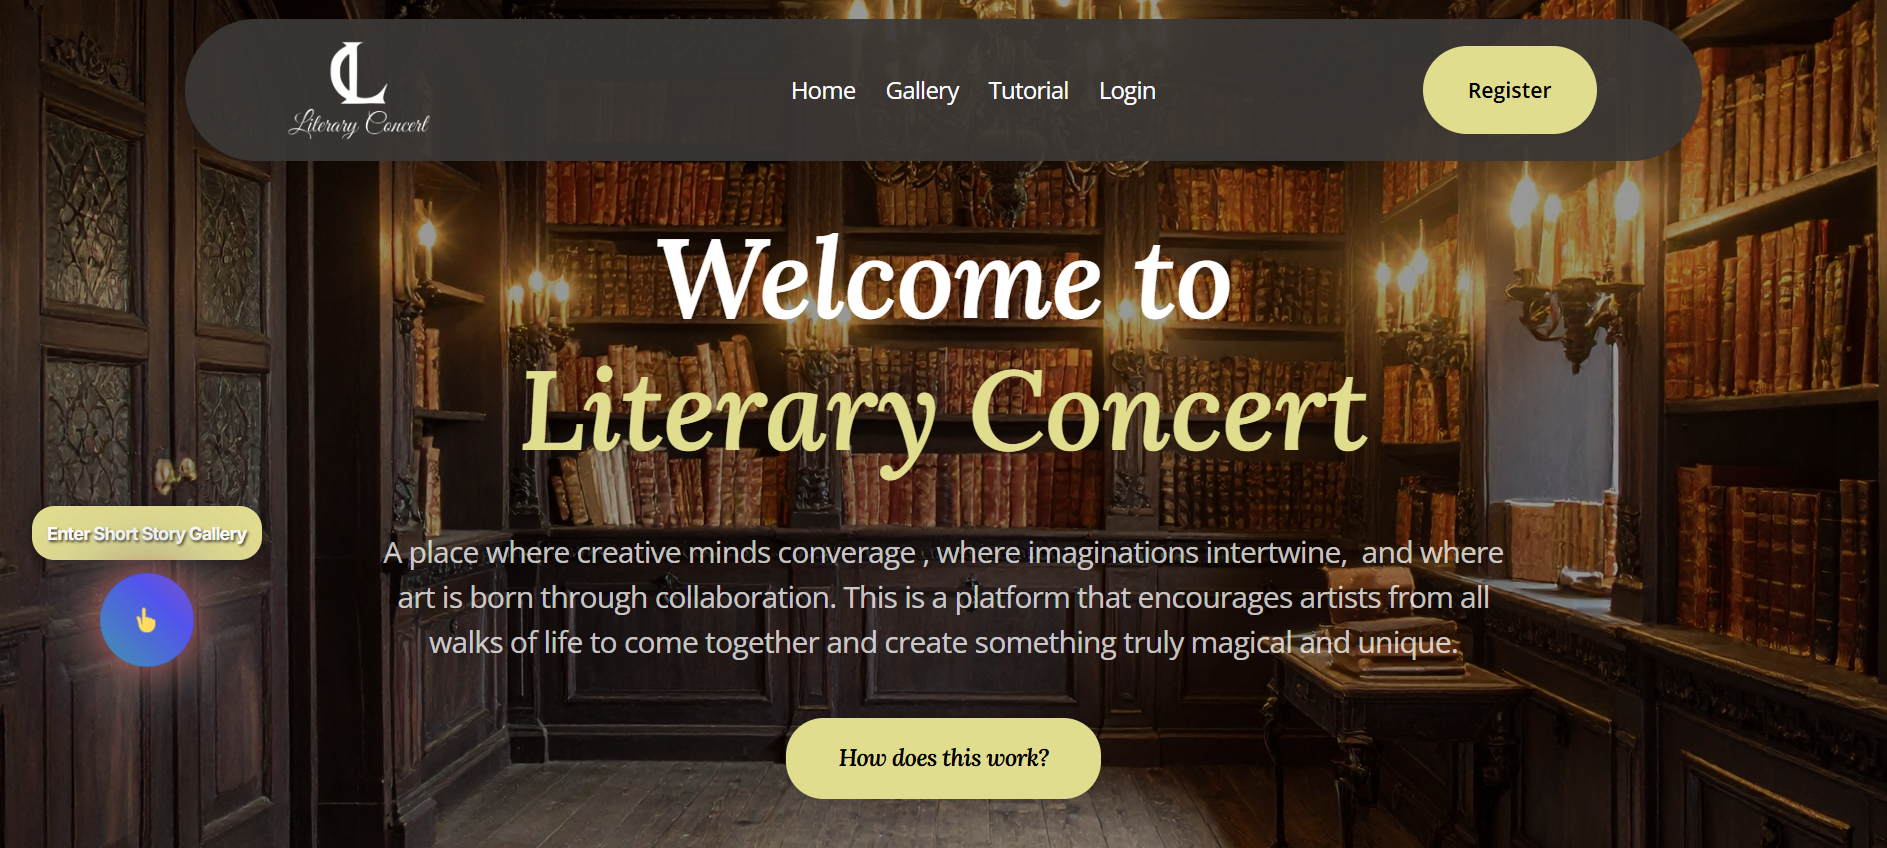 CL
Literary Concert
Home Gallery Tutorial Login
Register
Welcome to
Literary Concert
Enter Short Story Gallery
A place where creative minds converage , where imaginations intertwine, and where
art is born through collaboration. This is a platform that encourages artists from all
walks of life to come together and create something truly magical and unique.
How does this work?